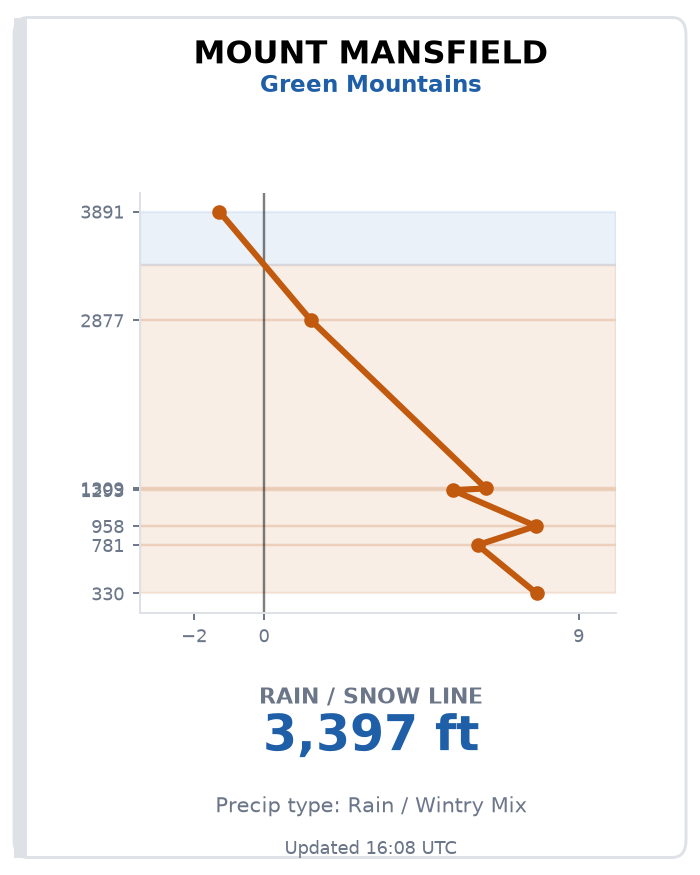 MOUNT MANSFIELD
Green Mountains
3891
2877
958
781
330
−2 0 9
RAIN / SNOW LINE
3,397 ft
Precip type: Rain / Wintry Mix
Updated 16:08 UTC